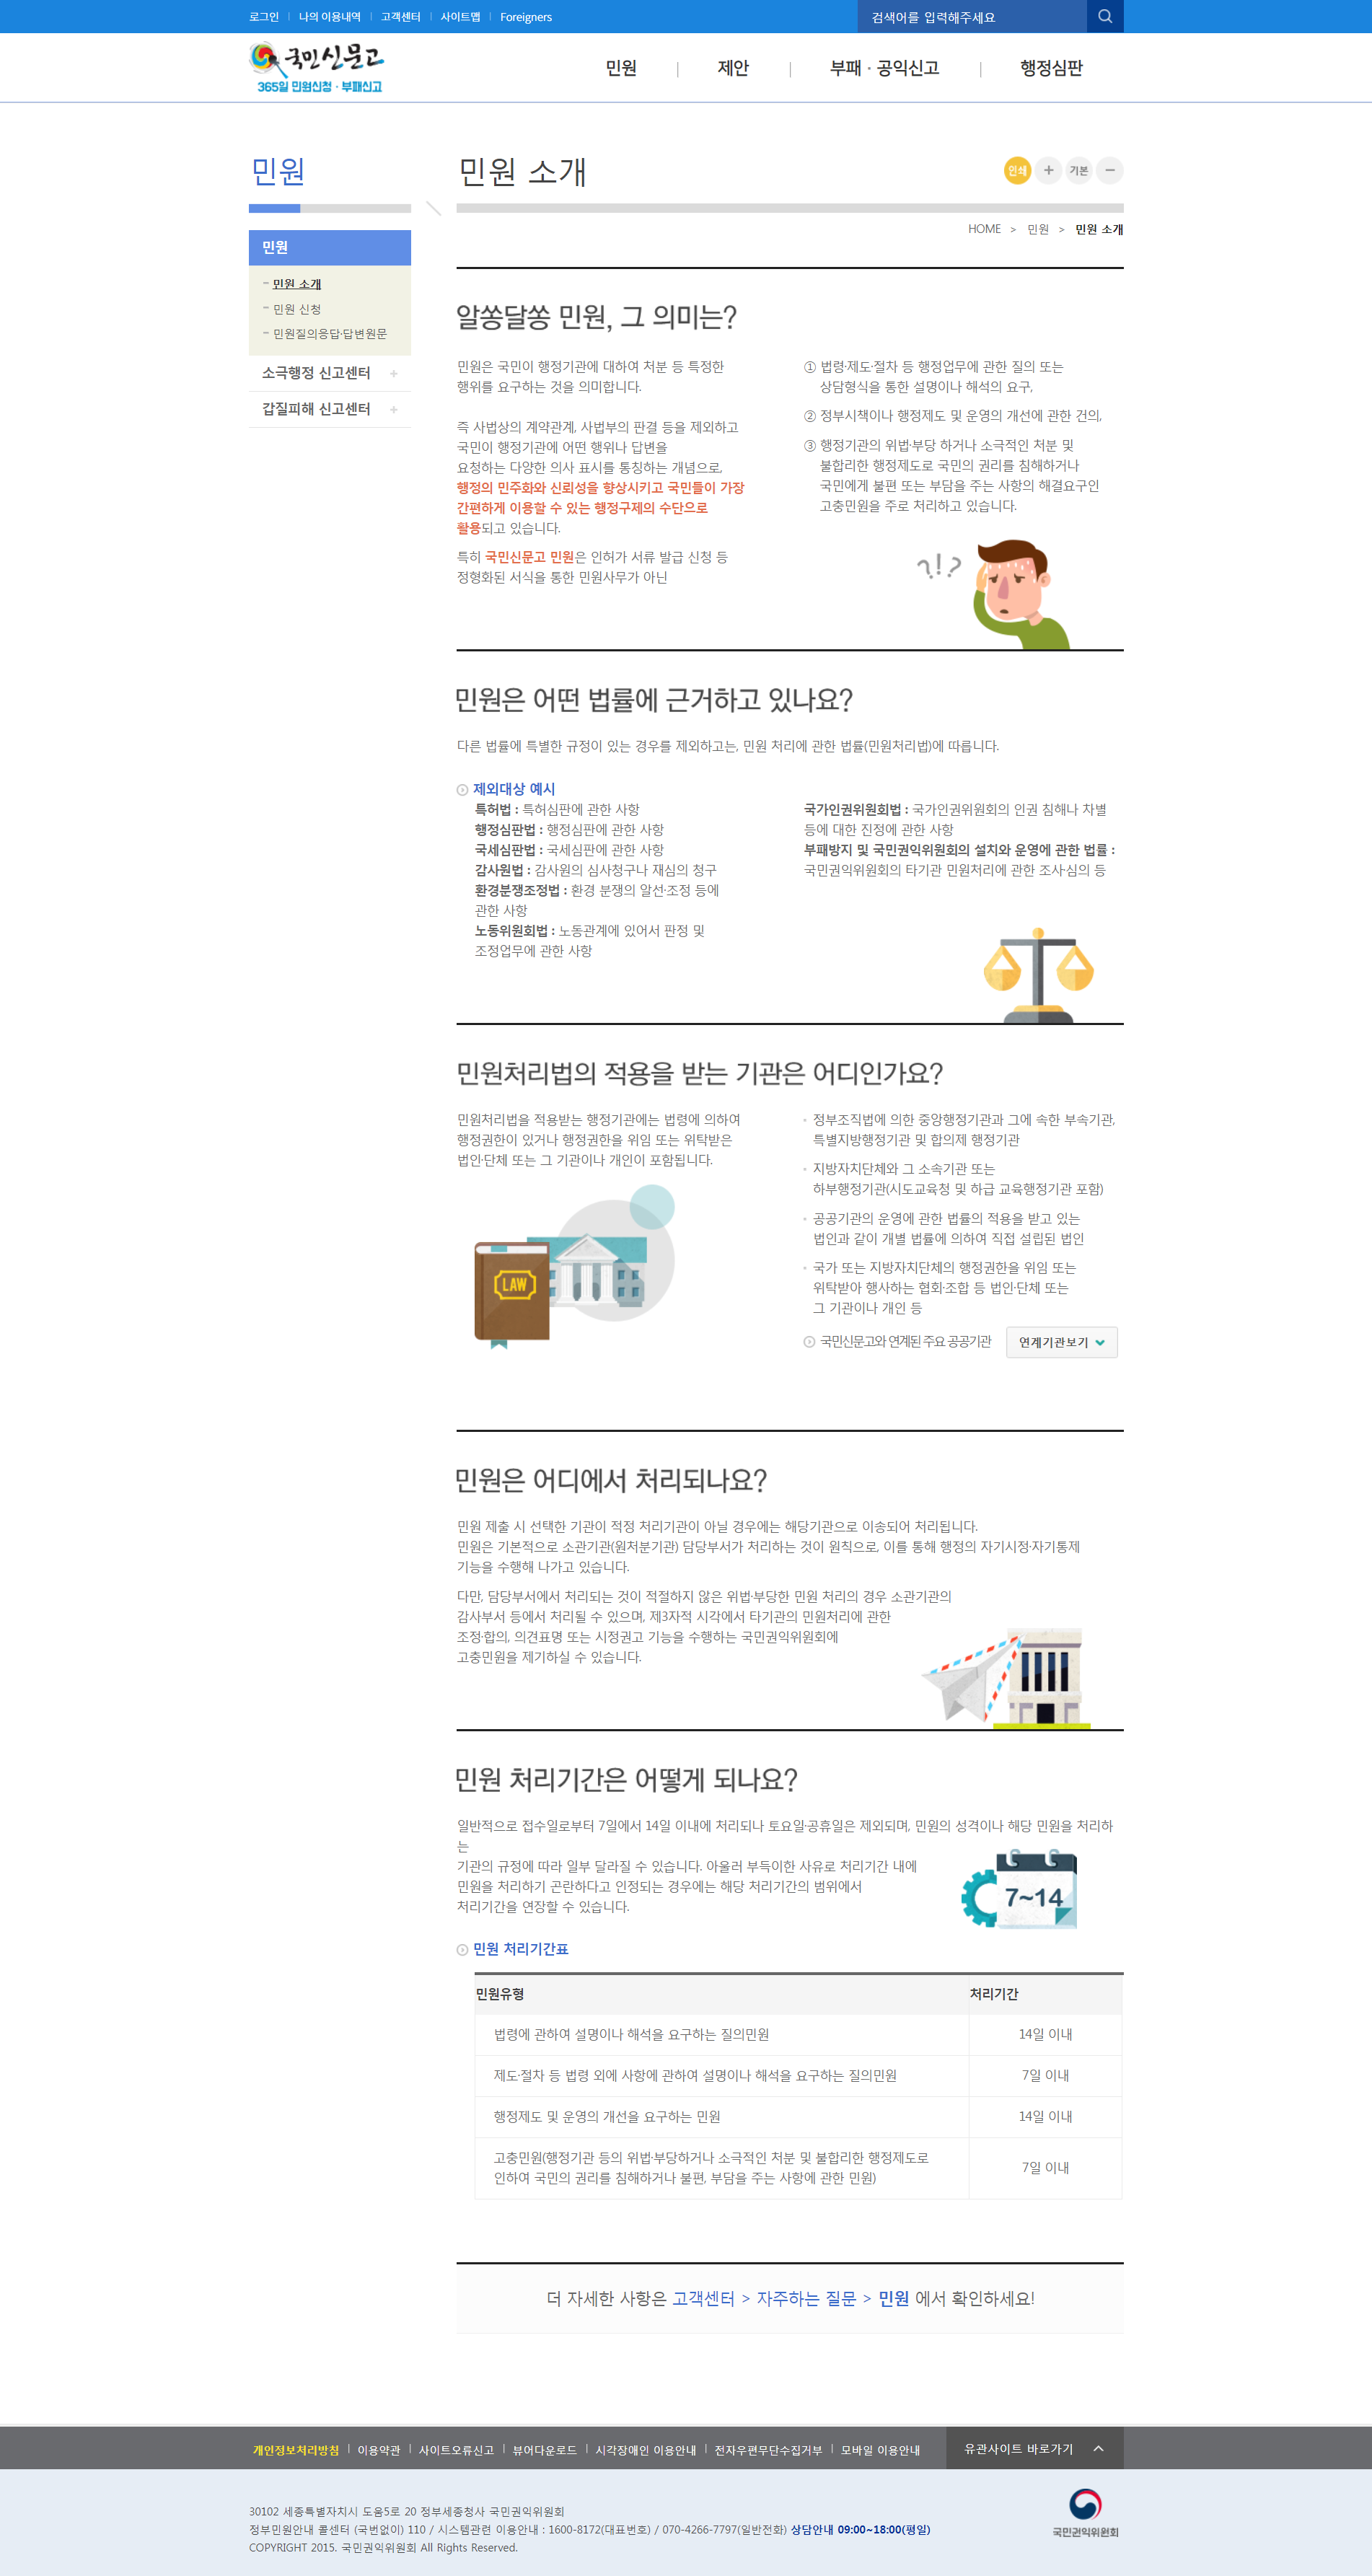 로그인 나의 이용내역 고객센터 사이트맵 Foreigners
검색어를 입력해주세요
국민신문고
365일 민원신청 · 부패신고
민원 제안 부패 · 공익신고 행정심판
민원
민원
- 민원 소개
- 민원 신청
- 민원질의응답·답변원문
소극행정 신고센터 +
갑질피해 신고센터 +
민원 소개
인쇄 + 기본 -
HOME > 민원 > 민원 소개
알쏭달쏭 민원, 그 의미는?
민원은 국민이 행정기관에 대하여 처분 등 특정한
행위를 요구하는 것을 의미합니다.
즉 사법상의 계약관계, 사법부의 판결 등을 제외하고
국민이 행정기관에 어떤 행위나 답변을
요청하는 다양한 의사 표시를 통칭하는 개념으로,
행정의 민주화와 신뢰성을 향상시키고 국민들이 가장
간편하게 이용할 수 있는 행정구제의 수단으로
활용되고 있습니다.
특히 국민신문고 민원은 인허가 서류 발급 신청 등
정형화된 서식을 통한 민원사무가 아닌
① 법령·제도·절차 등 행정업무에 관한 질의 또는
상담형식을 통한 설명이나 해석의 요구,
② 정부시책이나 행정제도 및 운영의 개선에 관한 건의,
③ 행정기관의 위법·부당 하거나 소극적인 처분 및
불합리한 행정제도로 국민의 권리를 침해하거나
국민에게 불편 또는 부담을 주는 사항의 해결요구인
고충민원을 주로 처리하고 있습니다.
?!?
민원은 어떤 법률에 근거하고 있나요?
다른 법률에 특별한 규정이 있는 경우를 제외하고는, 민원 처리에 관한 법률(민원처리법)에 따릅니다.
제외대상 예시
특허법 : 특허심판에 관한 사항
행정심판법 : 행정심판에 관한 사항
국세심판법 : 국세심판에 관한 사항
감사원법 : 감사원의 심사청구나 재심의 청구
환경분쟁조정법 : 환경 분쟁의 알선·조정 등에
관한 사항
노동위원회법 : 노동관계에 있어서 판정 및
조정업무에 관한 사항
국가인권위원회법 : 국가인권위원회의 인권 침해나 차별
등에 대한 진정에 관한 사항
부패방지 및 국민권익위원회의 설치와 운영에 관한 법률 :
국민권익위원회의 타기관 민원처리에 관한 조사·심의 등
민원처리법의 적용을 받는 기관은 어디인가요?
민원처리법을 적용받는 행정기관에는 법령에 의하여
행정권한이 있거나 행정권한을 위임 또는 위탁받은
법인·단체 또는 그 기관이나 개인이 포함됩니다.
LAW
정부조직법에 의한 중앙행정기관과 그에 속한 부속기관,
특별지방행정기관 및 합의제 행정기관
지방자치단체와 그 소속기관 또는
하부행정기관(시도교육청 및 하급 교육행정기관 포함)
공공기관의 운영에 관한 법률의 적용을 받고 있는
법인과 같이 개별 법률에 의하여 직접 설립된 법인
국가 또는 지방자치단체의 행정권한을 위임 또는
위탁받아 행사하는 협회·조합 등 법인·단체 또는
그 기관이나 개인 등
국민신문고와 연계된 주요 공공기관 연계기관보기
민원은 어디에서 처리되나요?
민원 제출 시 선택한 기관이 적정 처리기관이 아닐 경우에는 해당기관으로 이송되어 처리됩니다.
민원은 기본적으로 소관기관(원처분기관) 담당부서가 처리하는 것이 원칙으로, 이를 통해 행정의 자기시정·자기통제
기능을 수행해 나가고 있습니다.
다만, 담당부서에서 처리되는 것이 적절하지 않은 위법·부당한 민원 처리의 경우 소관기관의
감사부서 등에서 처리될 수 있으며, 제3자적 시각에서 타기관의 민원처리에 관한
조정·합의, 의견표명 또는 시정권고 기능을 수행하는 국민권익위원회에
고충민원을 제기하실 수 있습니다.
민원 처리기간은 어떻게 되나요?
일반적으로 접수일로부터 7일에서 14일 이내에 처리되나 토요일·공휴일은 제외되며, 민원의 성격이나 해당 민원을 처리하
는
기관의 규정에 따라 일부 달라질 수 있습니다. 아울러 부득이한 사유로 처리기간 내에
민원을 처리하기 곤란하다고 인정되는 경우에는 해당 처리기간의 범위에서
처리기간을 연장할 수 있습니다.
7~14
민원 처리기간표
민원유형 처리기간
법령에 관하여 설명이나 해석을 요구하는 질의민원 14일 이내
제도·절차 등 법령 외에 사항에 관하여 설명이나 해석을 요구하는 질의민원 7일 이내
행정제도 및 운영의 개선을 요구하는 민원 14일 이내
고충민원(행정기관 등의 위법·부당하거나 소극적인 처분 및 불합리한 행정제도로
인하여 국민의 권리를 침해하거나 불편, 부담을 주는 사항에 관한 민원) 7일 이내
더 자세한 사항은 고객센터 > 자주하는 질문 > 민원 에서 확인하세요!
개인정보처리방침 이용약관 사이트오류신고 뷰어다운로드 시각장애인 이용안내 전자우편무단수집거부 모바일 이용안내
유관사이트 바로가기
30102 세종특별자치시 도움5로 20 정부세종청사 국민권익위원회
정부민원안내 콜센터 (국번없이) 110 / 시스템관련 이용안내 : 1600-8172(대표번호) / 070-4266-7797(일반전화) 상담안내 09:00~18:00(평일)
COPYRIGHT 2015. 국민권익위원회 All Rights Reserved.
국민권익위원회